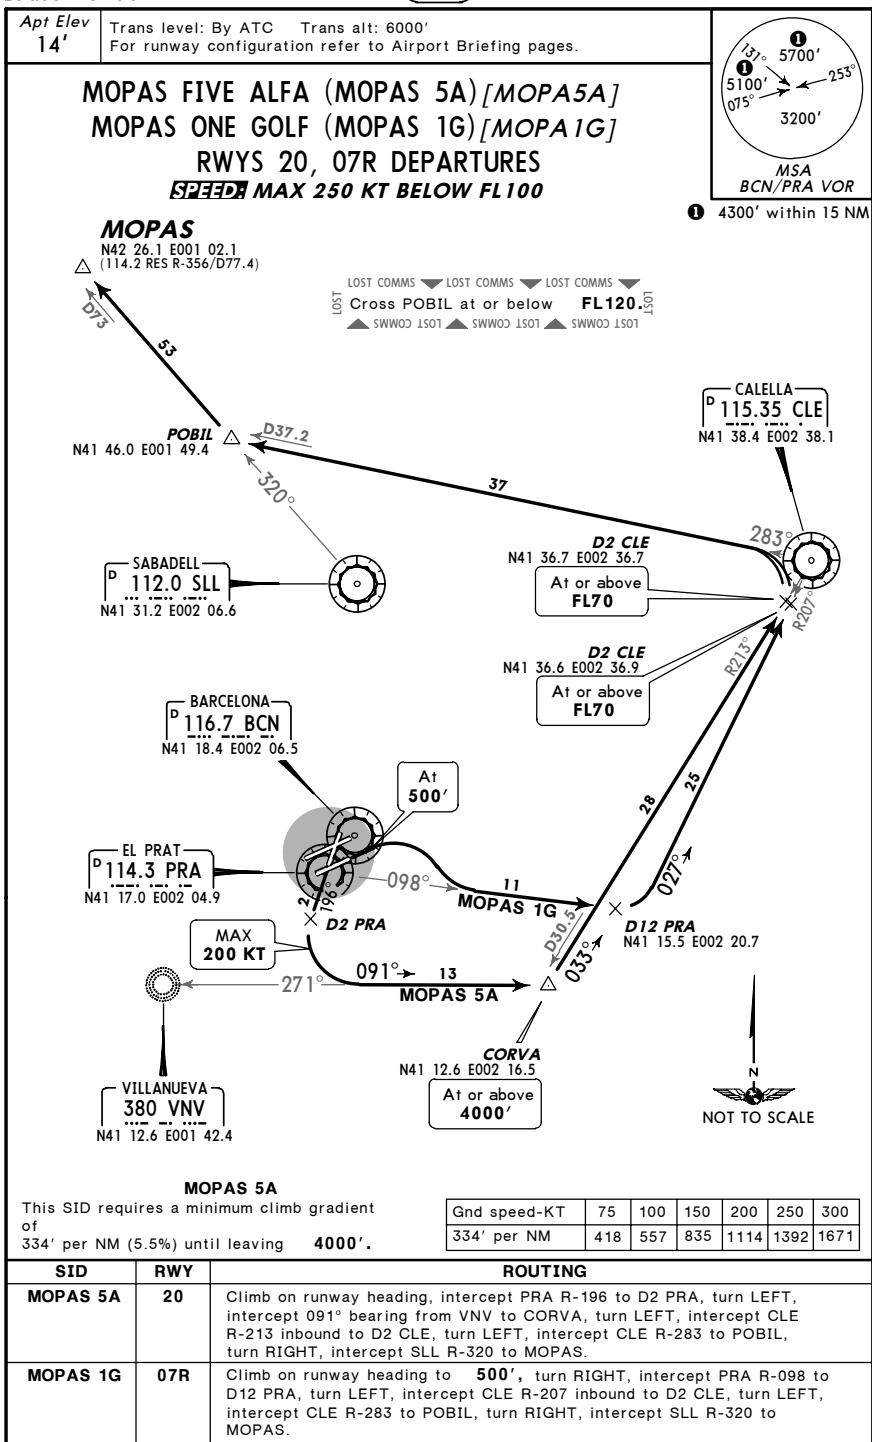 Apt Elev
14'
Trans level: By ATC Trans alt: 6000'
For runway configuration refer to Airport Briefing pages.
MOPAS FIVE ALFA (MOPAS 5A) [MOPA5A]
MOPAS ONE GOLF (MOPAS 1G) [MOPA1G]
RWYS 20, 07R DEPARTURES
SPEED: MAX 250 KT BELOW FL100
131°
1
5700'
1
5100'
253°
075°
3200'
MSA
BCN/PRA VOR
1 4300' within 15 NM
MOPAS
N42 26.1 E001 02.1
(114.2 RES R-356/D77.4)
D73
53
LOST COMMS LOST COMMS LOST COMMS
LOST
Cross POBIL at or below FL120.
LOST
LOST COMMS LOST COMMS LOST COMMS
CALELLA
D 115.35 CLE
N41 38.4 E002 38.1
POBIL
N41 46.0 E001 49.4
D37.2
320°
37
283°
D2 CLE
N41 36.7 E002 36.7
At or above
FL70
SABADELL
D 112.0 SLL
N41 31.2 E002 06.6
R207°
R213°
D2 CLE
N41 36.6 E002 36.9
At or above
FL70
BARCELONA
D 116.7 BCN
N41 18.4 E002 06.5
At
500'
28
25
EL PRAT
D 114.3 PRA
N41 17.0 E002 04.9
098°
11
MOPAS 1G
027°
2
196°
D2 PRA
D12 PRA
N41 15.5 E002 20.7
D30.5
033°
MAX
200 KT
271°
091°
13
MOPAS 5A
CORVA
N41 12.6 E002 16.5
At or above
4000'
VILLANUEVA
380 VNV
N41 12.6 E001 42.4
N
NOT TO SCALE
MOPAS 5A
This SID requires a minimum climb gradient
of
334' per NM (5.5%) until leaving 4000'.
Gnd speed-KT 75 100 150 200 250 300
334' per NM 418 557 835 1114 1392 1671
SID RWY ROUTING
MOPAS 5A 20 Climb on runway heading, intercept PRA R-196 to D2 PRA, turn LEFT,
intercept 091° bearing from VNV to CORVA, turn LEFT, intercept CLE
R-213 inbound to D2 CLE, turn LEFT, intercept CLE R-283 to POBIL,
turn RIGHT, intercept SLL R-320 to MOPAS.
MOPAS 1G 07R Climb on runway heading to 500', turn RIGHT, intercept PRA R-098 to
D12 PRA, turn LEFT, intercept CLE R-207 inbound to D2 CLE, turn LEFT,
intercept CLE R-283 to POBIL, turn RIGHT, intercept SLL R-320 to
MOPAS.